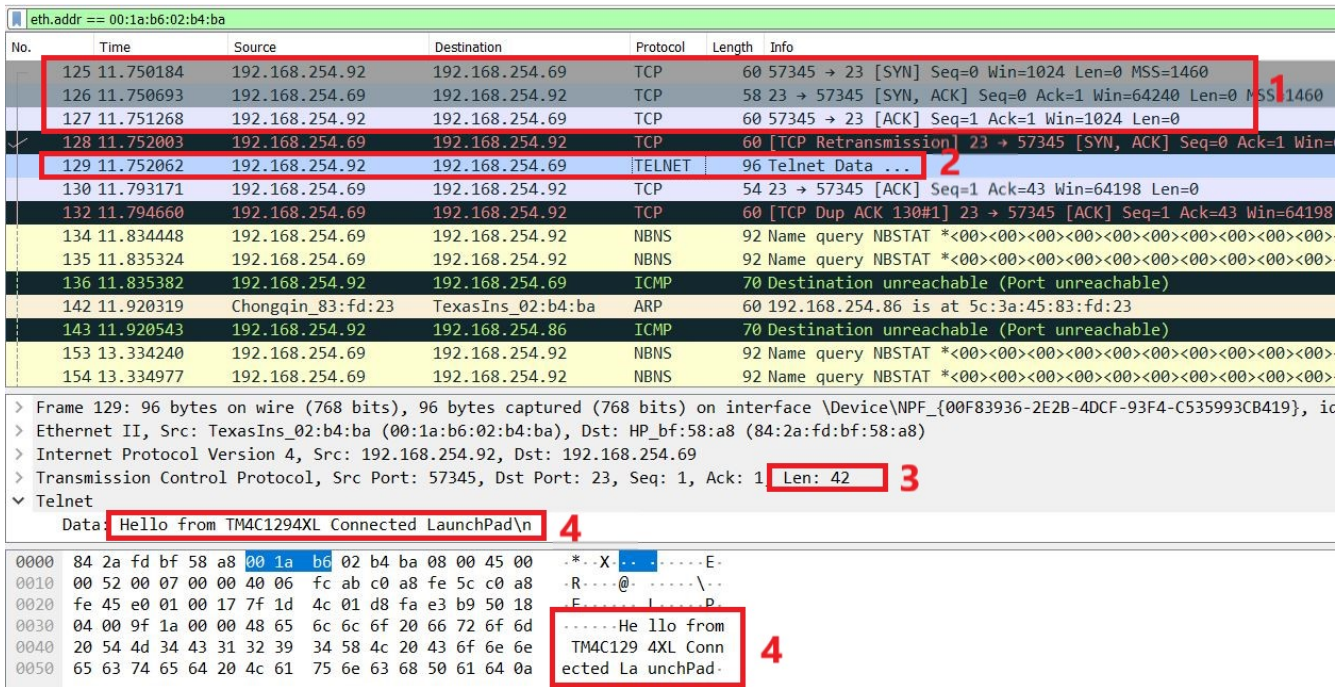 eth.addr == 00:1a:b6:02:b4:ba
No. Time Source Destination Protocol Length Info
125 11.750184 192.168.254.92 192.168.254.69 TCP 60 57345 → 23 [SYN] Seq=0 Win=1024 Len=0 MSS=1460
1
126 11.750693 192.168.254.69 192.168.254.92 TCP 58 23 → 57345 [SYN, ACK] Seq=0 Ack=1 Win=64240 Len=0 MSS=1460
127 11.751268 192.168.254.92 192.168.254.69 TCP 60 57345 → 23 [ACK] Seq=1 Ack=1 Win=1024 Len=0
128 11.752003 192.168.254.69 192.168.254.92 TCP 60 [TCP Retransmission] 23 → 57345 [SYN, ACK] Seq=0 Ack=1 Win=
129 11.752062 192.168.254.92 192.168.254.69 TELNET 96 Telnet Data ...
2
130 11.793171 192.168.254.69 192.168.254.92 TCP 54 23 → 57345 [ACK] Seq=1 Ack=43 Win=64198 Len=0
132 11.794660 192.168.254.69 192.168.254.92 TCP 60 [TCP Dup ACK 130#1] 23 → 57345 [ACK] Seq=1 Ack=43 Win=64198
134 11.834448 192.168.254.69 192.168.254.92 NBNS 92 Name query NBSTAT *<00><00><00><00><00><00><00><00><00>
135 11.835324 192.168.254.69 192.168.254.92 NBNS 92 Name query NBSTAT *<00><00><00><00><00><00><00><00><00>
136 11.835382 192.168.254.92 192.168.254.69 ICMP 70 Destination unreachable (Port unreachable)
142 11.920319 Chongqin_83:fd:23 TexasIns_02:b4:ba ARP 60 192.168.254.86 is at 5c:3a:45:83:fd:23
143 11.920543 192.168.254.92 192.168.254.86 ICMP 70 Destination unreachable (Port unreachable)
153 13.334240 192.168.254.69 192.168.254.92 NBNS 92 Name query NBSTAT *<00><00><00><00><00><00><00><00><00>
154 13.334977 192.168.254.69 192.168.254.92 NBNS 92 Name query NBSTAT *<00><00><00><00><00><00><00><00><00>
> Frame 129: 96 bytes on wire (768 bits), 96 bytes captured (768 bits) on interface \Device\NPF_{00F83936-2E2B-4DCF-93F4-C535993CB419}, id
> Ethernet II, Src: TexasIns_02:b4:ba (00:1a:b6:02:b4:ba), Dst: HP_bf:58:a8 (84:2a:fd:bf:58:a8)
> Internet Protocol Version 4, Src: 192.168.254.92, Dst: 192.168.254.69
> Transmission Control Protocol, Src Port: 57345, Dst Port: 23, Seq: 1, Ack: 1, Len: 42
3
Telnet
Data: Hello from TM4C1294XL Connected LaunchPad\n
4
0000 84 2a fd bf 58 a8 00 1a b6 02 b4 ba 08 00 45 00 ·*··X··· ······E·
0010 00 52 00 07 00 00 40 06 fc ab c0 a8 fe 5c c0 a8 ·R····@· ·····\··
0020 fe 45 e0 01 00 17 7f 1d 4c 01 d8 fa e3 b9 50 18 ·E······ L·····P·
0030 04 00 9f 1a 00 00 48 65 6c 6c 6f 20 66 72 6f 6d ······He llo from
0040 20 54 4d 34 43 31 32 39 34 58 4c 20 43 6f 6e 6e TM4C129 4XL Conn
4
0050 65 63 74 65 64 20 4c 61 75 6e 63 68 50 61 64 0a ected La unchPad·